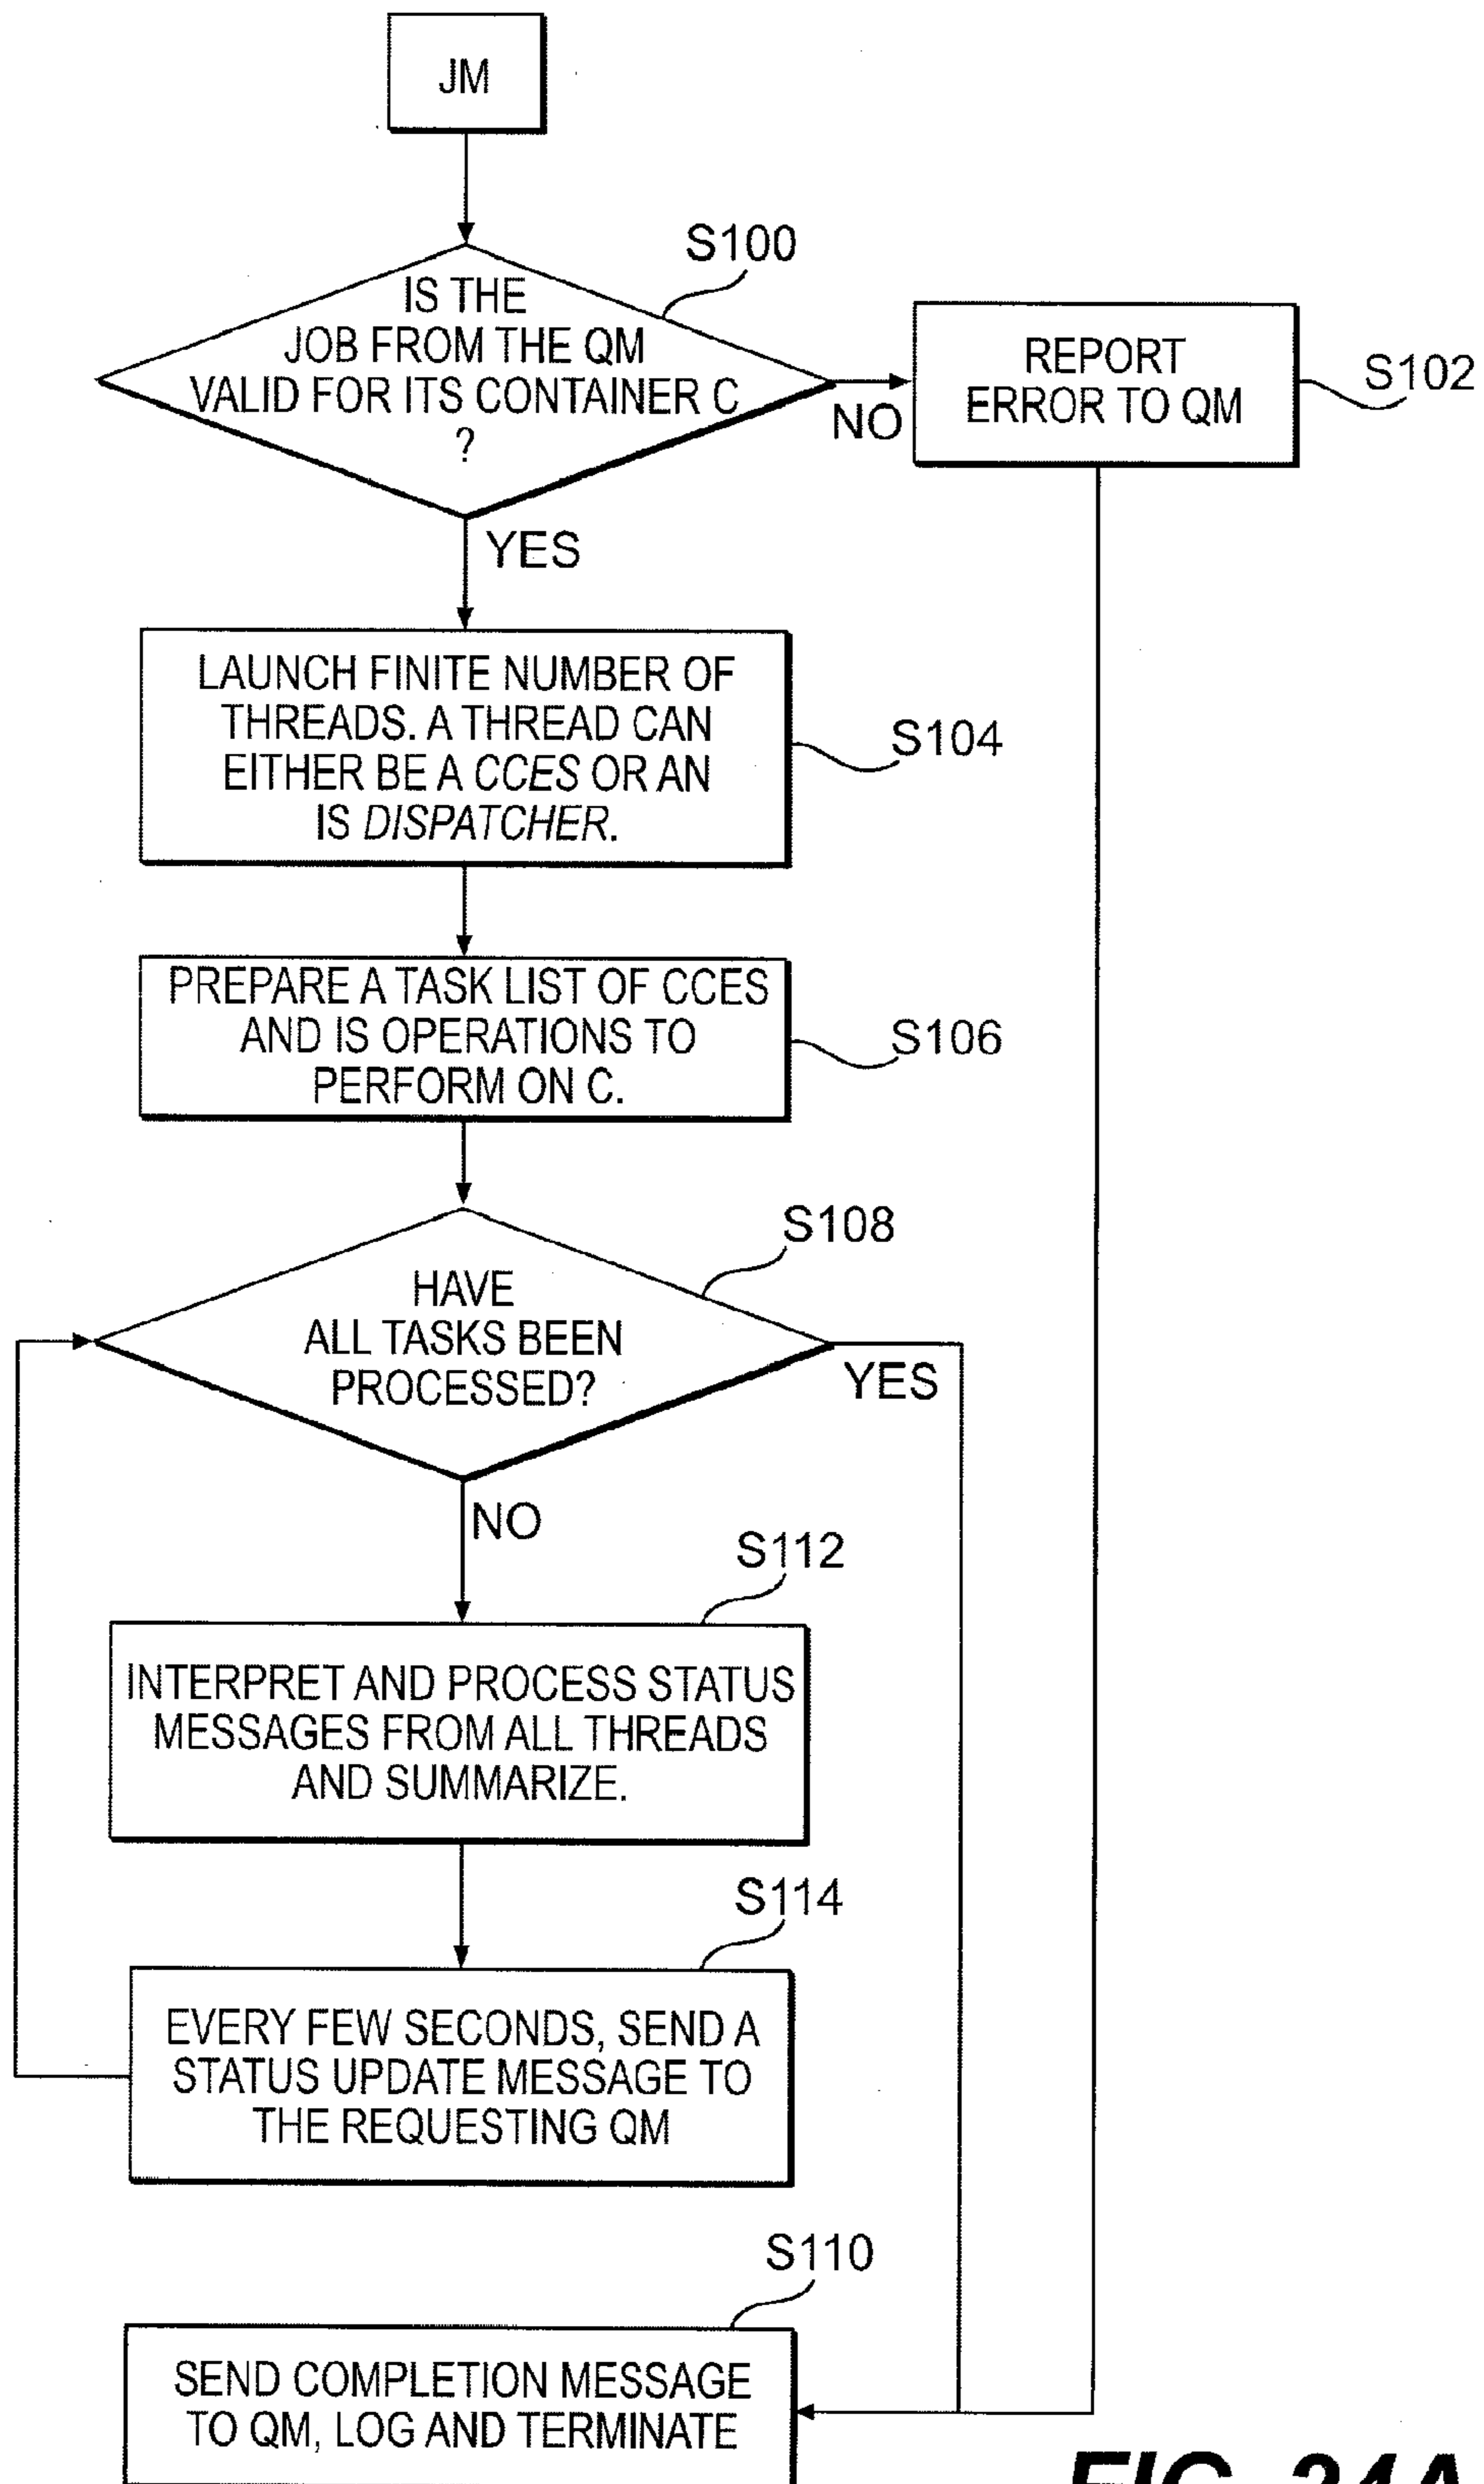 JM
S100
IS THE
JOB FROM THE QM
VALID FOR ITS CONTAINER C
?
NO
REPORT
ERROR TO QM
S102
YES
LAUNCH FINITE NUMBER OF
THREADS. A THREAD CAN
EITHER BE A CCES OR AN
IS DISPATCHER.
S104
PREPARE A TASK LIST OF CCES
AND IS OPERATIONS TO
PERFORM ON C.
S106
S108
HAVE
ALL TASKS BEEN
PROCESSED?
YES
NO
S112
INTERPRET AND PROCESS STATUS
MESSAGES FROM ALL THREADS
AND SUMMARIZE.
S114
EVERY FEW SECONDS, SEND A
STATUS UPDATE MESSAGE TO
THE REQUESTING QM
S110
SEND COMPLETION MESSAGE
TO QM, LOG AND TERMINATE
FIG. 24A